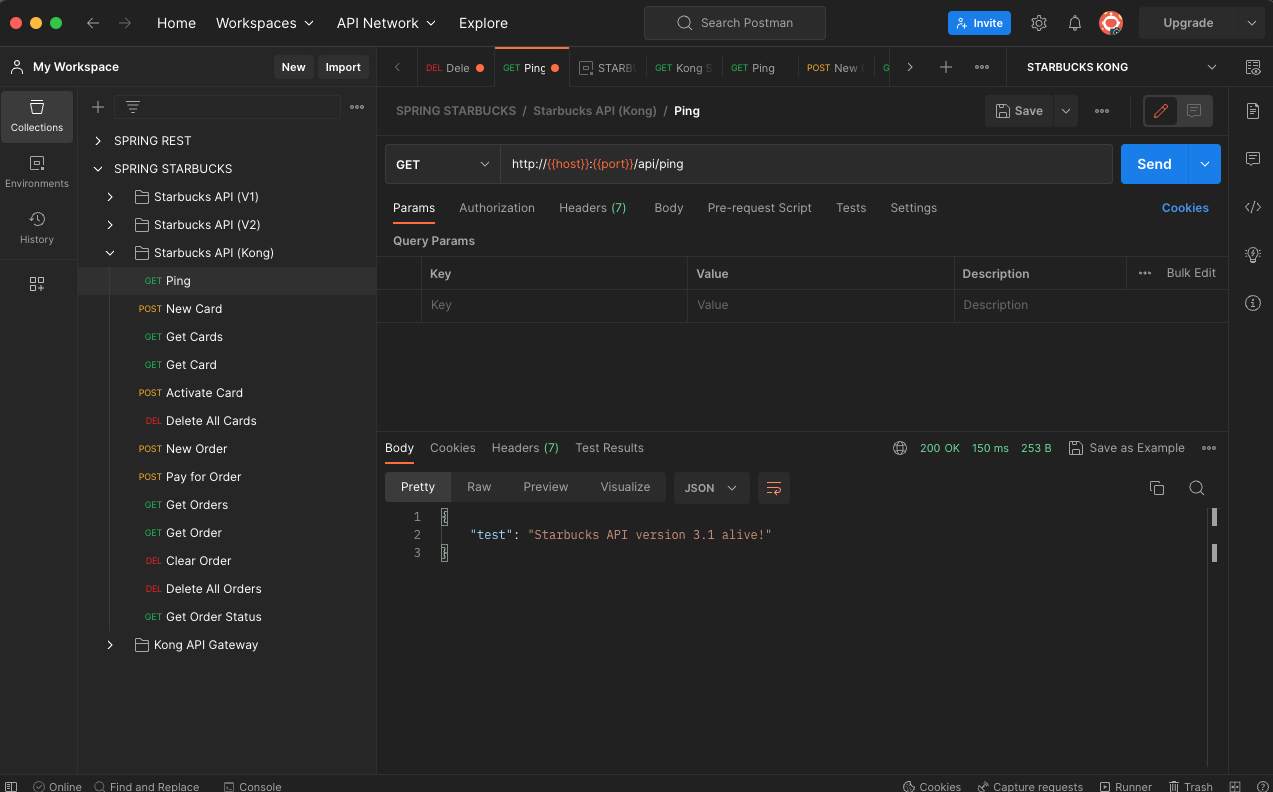 Home Workspaces API Network Explore Search Postman Invite Upgrade
My Workspace New Import DEL Dele GET Ping STARBU GET Kong S GET Ping POST New G STARBUCKS KONG
Collections
Environments
History
SPRING REST
SPRING STARBUCKS
Starbucks API (V1)
Starbucks API (V2)
Starbucks API (Kong)
GET Ping
POST New Card
GET Get Cards
GET Get Card
POST Activate Card
DEL Delete All Cards
POST New Order
POST Pay for Order
GET Get Orders
GET Get Order
DEL Clear Order
DEL Delete All Orders
GET Get Order Status
Kong API Gateway
SPRING STARBUCKS / Starbucks API (Kong) / Ping Save
GET http://{{host}}:{{port}}/api/ping Send
Params Authorization Headers (7) Body Pre-request Script Tests Settings Cookies
Query Params
Key Value Description Bulk Edit
Key Value Description
Body Cookies Headers (7) Test Results 200 OK 150 ms 253 B Save as Example
Pretty Raw Preview Visualize JSON
1 {
2 "test": "Starbucks API version 3.1 alive!"
3 }
Online Find and Replace Console Cookies Capture requests Runner Trash